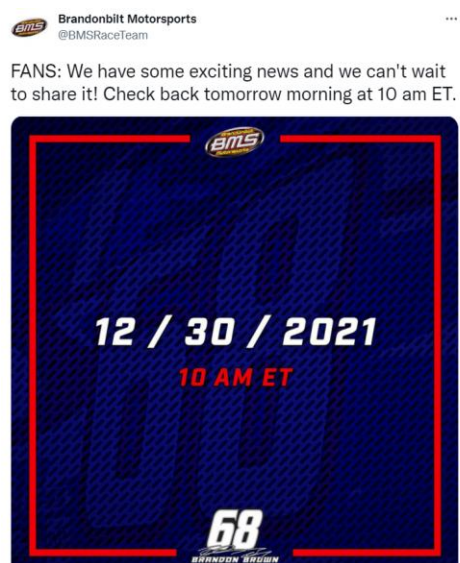 Brandonbilt Motorsports
@BMSRaceTeam
FANS: We have some exciting news and we can't wait
to share it! Check back tomorrow morning at 10 am ET.
BMS
12 / 30 / 2021
10 AM ET
68
BRANDON BROWN